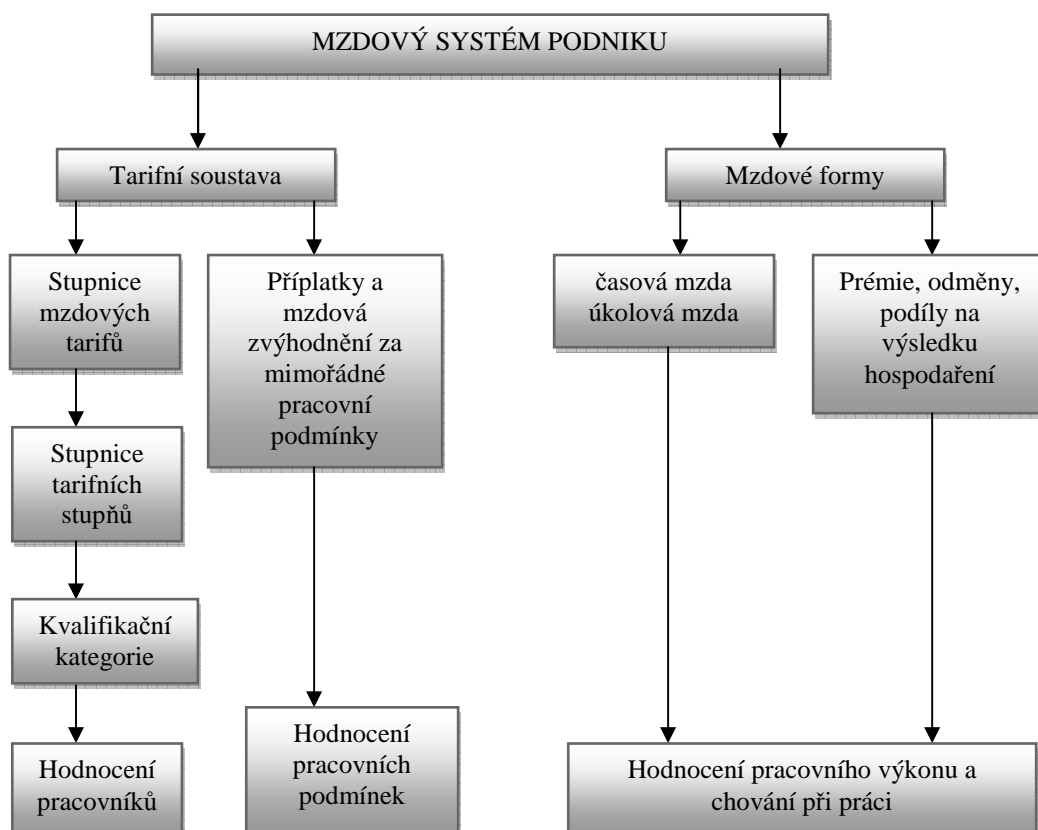 MZDOVÝ SYSTÉM PODNIKU
Tarifní soustava
Mzdové formy
Stupnice
mzdových
tarifů
Příplatky a
mzdová
zvýhodnění za
mimořádné
pracovní
podmínky
časová mzda
úkolová mzda
Prémie, odměny,
podíly na
výsledku
hospodaření
Stupnice
tarifních
stupňů
Kvalifikační
kategorie
Hodnocení
pracovníků
Hodnocení
pracovních
podmínek
Hodnocení pracovního výkonu a
chování při práci